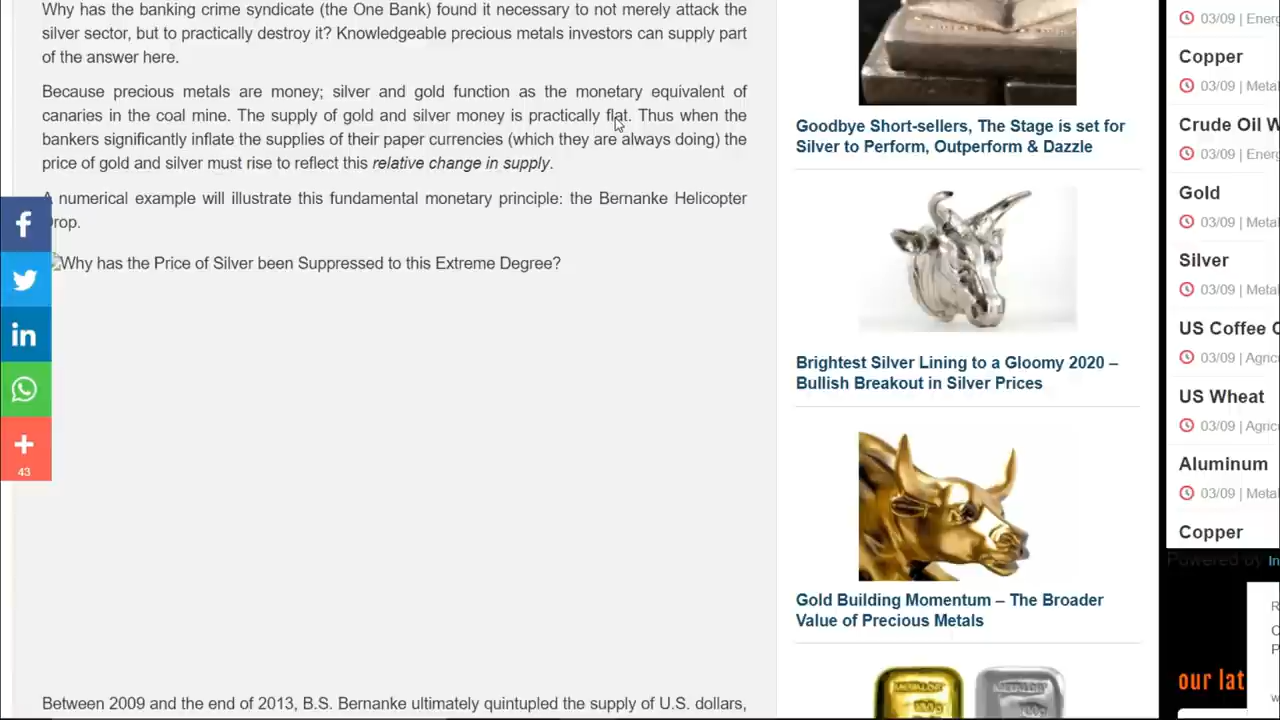 Why has the banking crime syndicate (the One Bank) found it necessary to not merely attack the
silver sector, but to practically destroy it? Knowledgeable precious metals investors can supply part
of the answer here.
Because precious metals are money; silver and gold function as the monetary equivalent of
canaries in the coal mine. The supply of gold and silver money is practically flat. Thus when the
bankers significantly inflate the supplies of their paper currencies (which they are always doing) the
price of gold and silver must rise to reflect this relative change in supply.
A numerical example will illustrate this fundamental monetary principle: the Bernanke Helicopter
Drop.
Why has the Price of Silver been Suppressed to this Extreme Degree?
Between 2009 and the end of 2013, B.S. Bernanke ultimately quintupled the supply of U.S. dollars,
43
Goodbye Short-sellers, The Stage is set for
Silver to Perform, Outperform & Dazzle
Brightest Silver Lining to a Gloomy 2020 –
Bullish Breakout in Silver Prices
Gold Building Momentum – The Broader
Value of Precious Metals
03/09 | Energ
Copper
03/09 | Metal
Crude Oil W
03/09 | Energ
Gold
03/09 | Metal
Silver
03/09 | Metal
US Coffee C
03/09 | Agric
US Wheat
03/09 | Agric
Aluminum
03/09 | Metal
Copper
Powered by In
our lat